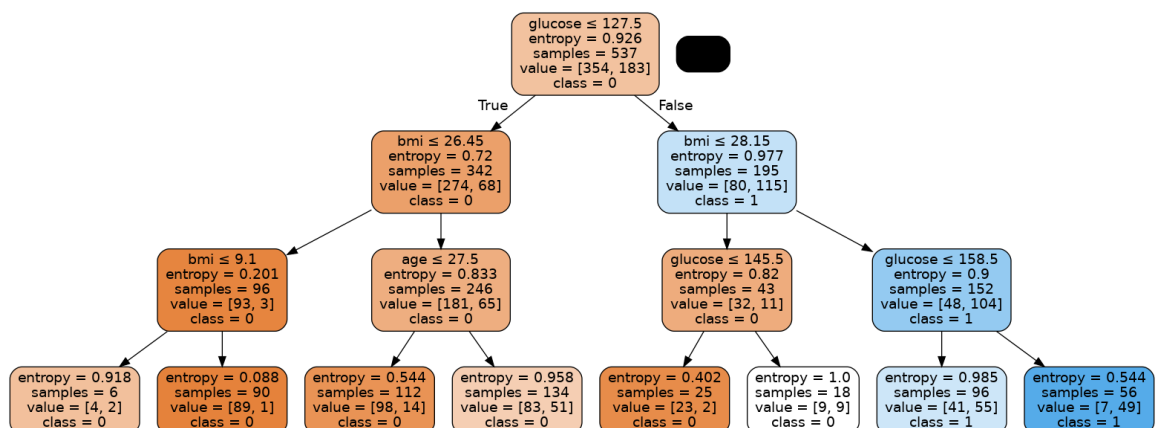 glucose ≤ 127.5
entropy = 0.926
samples = 537
value = [354, 183]
class = 0
True
False
bmi ≤ 26.45
entropy = 0.72
samples = 342
value = [274, 68]
class = 0
bmi ≤ 28.15
entropy = 0.977
samples = 195
value = [80, 115]
class = 1
bmi ≤ 9.1
entropy = 0.201
samples = 96
value = [93, 3]
class = 0
age ≤ 27.5
entropy = 0.833
samples = 246
value = [181, 65]
class = 0
glucose ≤ 145.5
entropy = 0.82
samples = 43
value = [32, 11]
class = 0
glucose ≤ 158.5
entropy = 0.9
samples = 152
value = [48, 104]
class = 1
entropy = 0.918
samples = 6
value = [4, 2]
class = 0
entropy = 0.088
samples = 90
value = [89, 1]
class = 0
entropy = 0.544
samples = 112
value = [98, 14]
class = 0
entropy = 0.958
samples = 134
value = [83, 51]
class = 0
entropy = 0.402
samples = 25
value = [23, 2]
class = 0
entropy = 1.0
samples = 18
value = [9, 9]
class = 0
entropy = 0.985
samples = 96
value = [41, 55]
class = 1
entropy = 0.544
samples = 56
value = [7, 49]
class = 1